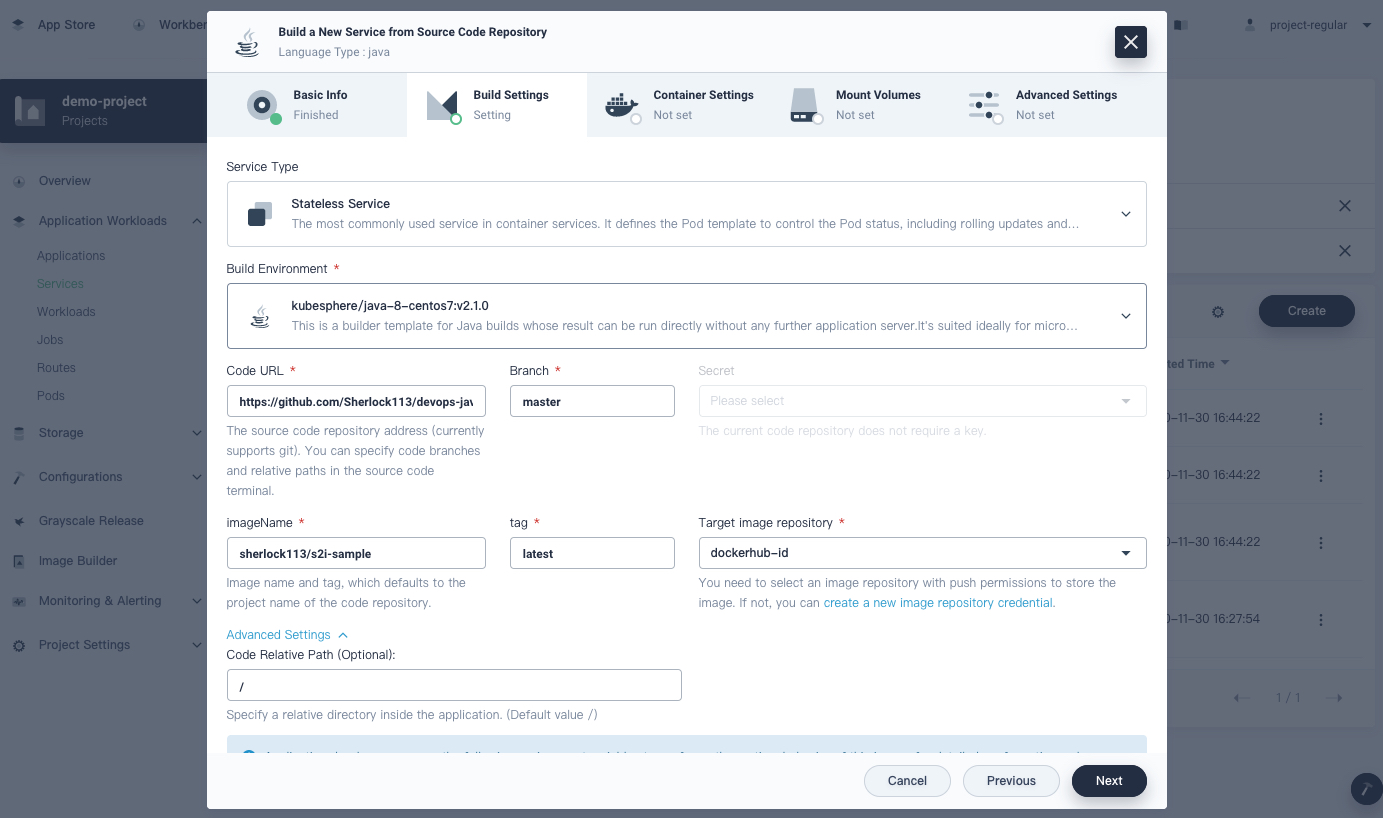 App Store
Workben
project-regular
demo-project
Projects
Overview
Application Workloads
Applications
Services
Workloads
Jobs
Routes
Pods
Storage
Configurations
Grayscale Release
Image Builder
Monitoring & Alerting
Project Settings
Build a New Service from Source Code Repository
Language Type : java
Basic Info
Finished
Build Settings
Setting
Container Settings
Not set
Mount Volumes
Not set
Advanced Settings
Not set
Service Type
Stateless Service
The most commonly used service in container services. It defines the Pod template to control the Pod status, including rolling updates and...
Build Environment *
kubesphere/java-8-centos7:v2.1.0
This is a builder template for Java builds whose result can be run directly without any further application server.It's suited ideally for micro...
Code URL *
https://github.com/Sherlock113/devops-jav
The source code repository address (currently
supports git). You can specify code branches
and relative paths in the source code
terminal.
Branch *
master
Secret
Please select
The current code repository does not require a key.
imageName *
sherlock113/s2i-sample
Image name and tag, which defaults to the
project name of the code repository.
tag *
latest
Target image repository *
dockerhub-id
You need to select an image repository with push permissions to store the
image. If not, you can create a new image repository credential.
Advanced Settings
Code Relative Path (Optional):
/
Specify a relative directory inside the application. (Default value /)
Cancel
Previous
Next
Create
ted Time
0-11-30 16:44:22
0-11-30 16:44:22
0-11-30 16:44:22
0-11-30 16:27:54
1 / 1